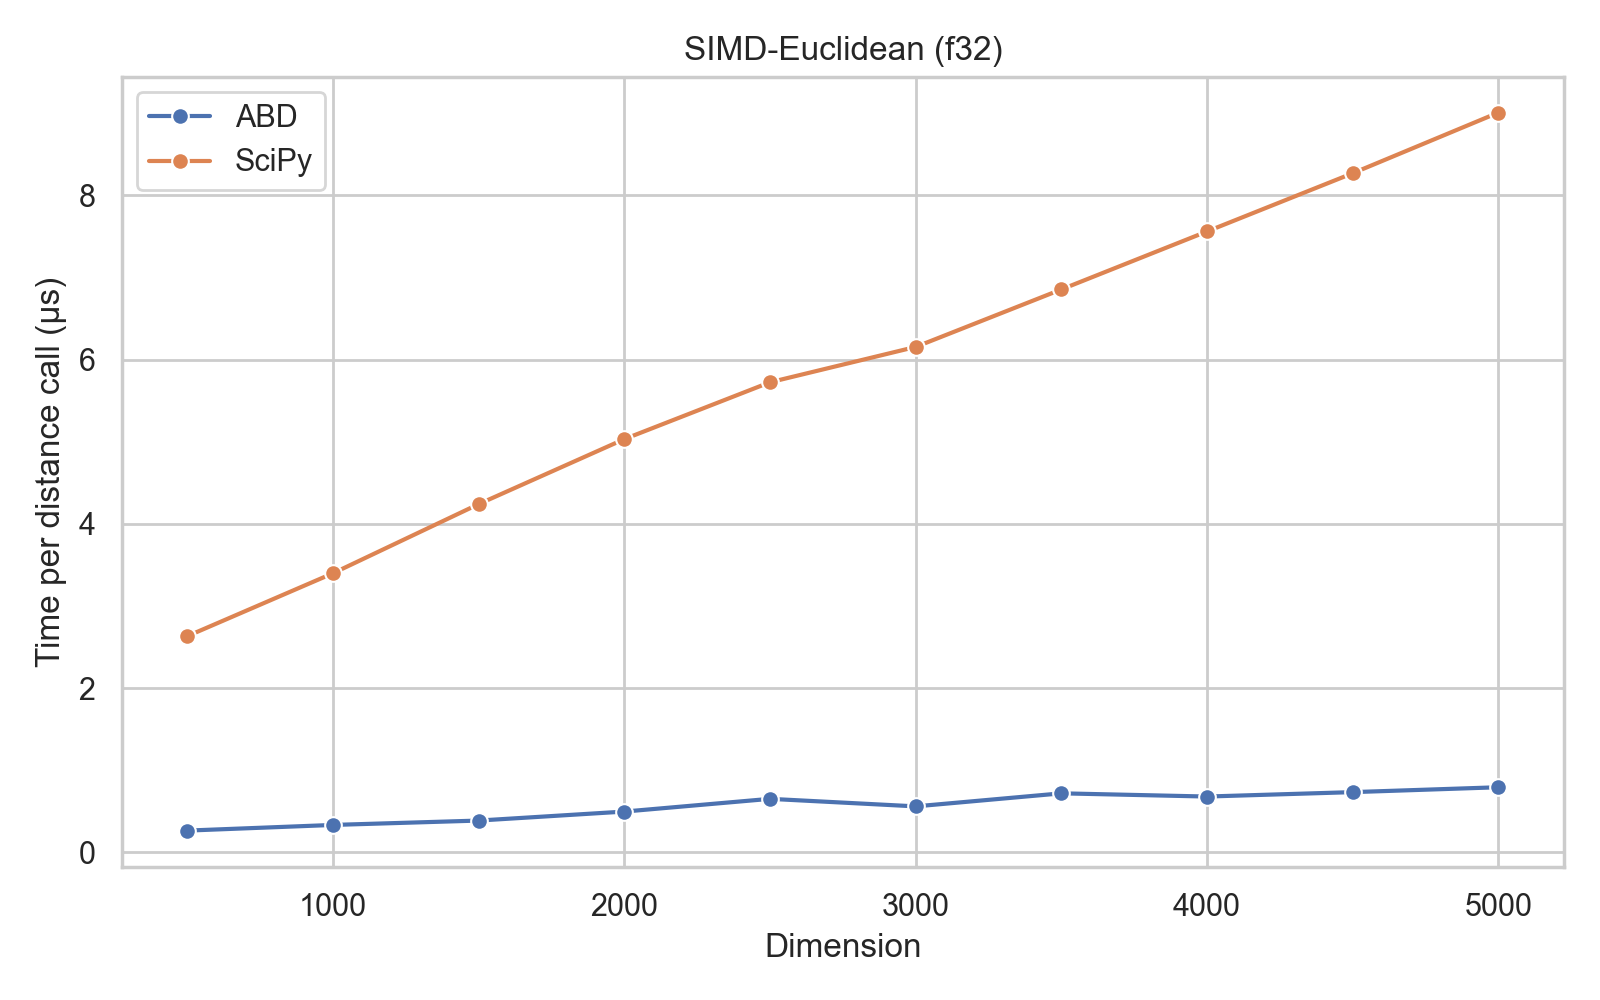 SIMD-Euclidean (f32)
ABD
SciPy
Time per distance call (µs)
8
6
4
2
0
1000 2000 3000 4000 5000
Dimension